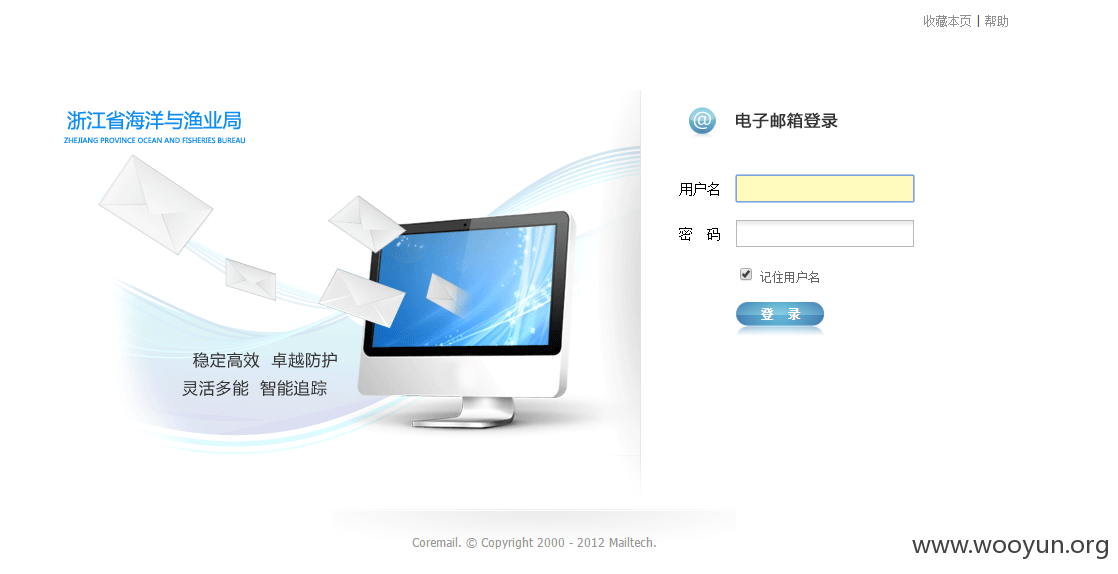 收藏本页 | 帮助
浙江省海洋与渔业局
ZHEJIANG PROVINCE OCEAN AND FISHERIES BUREAU
@ 电子邮箱登录
用户名
密 码
记住用户名
登 录
稳定高效 卓越防护
灵活多能 智能追踪
Coremail. © Copyright 2000 - 2012 Mailtech.
www.wooyun.org